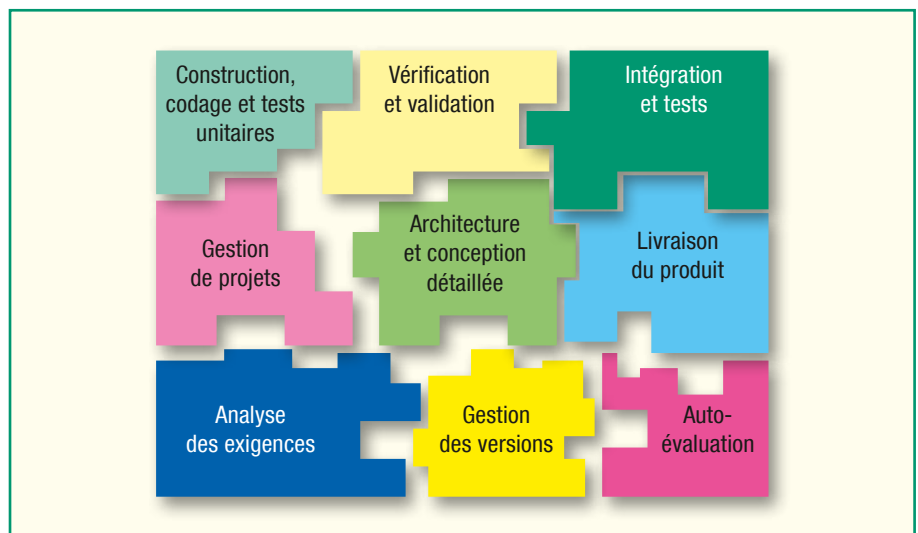 Construction,
codage et tests
unitaires
Vérification
et validation
Intégration
et tests
Gestion
de projets
Architecture
et conception
détaillée
Livraison
du produit
Analyse
des exigences
Gestion
des versions
Auto-
évaluation